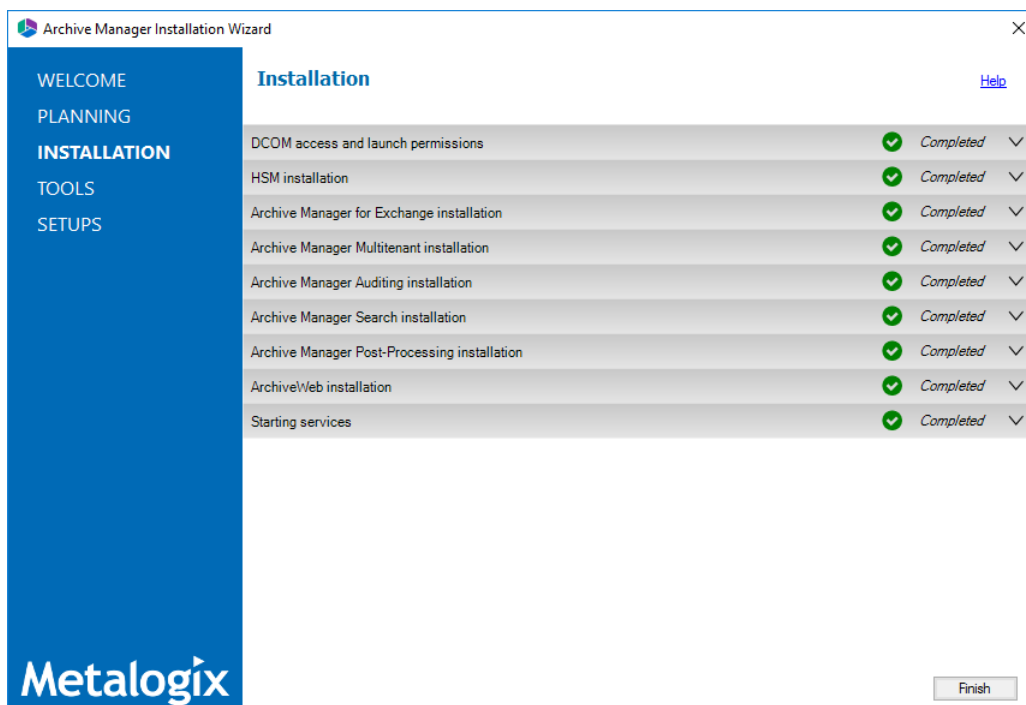 Archive Manager Installation Wizard
WELCOME
PLANNING
INSTALLATION
TOOLS
SETUPS
Installation
Help
DCOM access and launch permissions Completed
HSM installation Completed
Archive Manager for Exchange installation Completed
Archive Manager Multitenant installation Completed
Archive Manager Auditing installation Completed
Archive Manager Search installation Completed
Archive Manager Post-Processing installation Completed
ArchiveWeb installation Completed
Starting services Completed
Metalogix
Finish